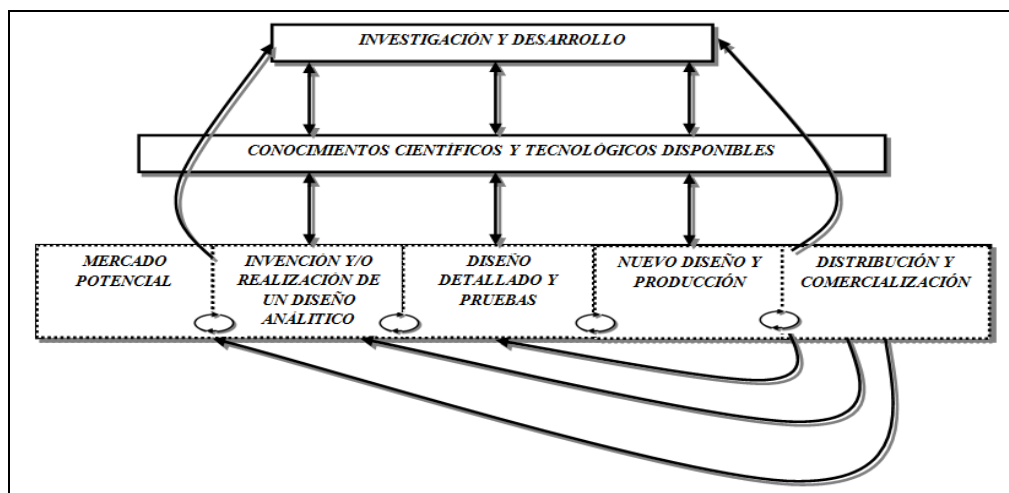 INVESTIGACIÓN Y DESARROLLO
CONOCIMIENTOS CIENTÍFICOS Y TECNOLÓGICOS DISPONIBLES
MERCADO
POTENCIAL
INVENCIÓN Y/O
REALIZACIÓN DE
UN DISEÑO
ANÁLITICO
DISEÑO
DETALLADO Y
PRUEBAS
NUEVO DISEÑO Y
PRODUCCIÓN
DISTRIBUCIÓN Y
COMERCIALIZACIÓN